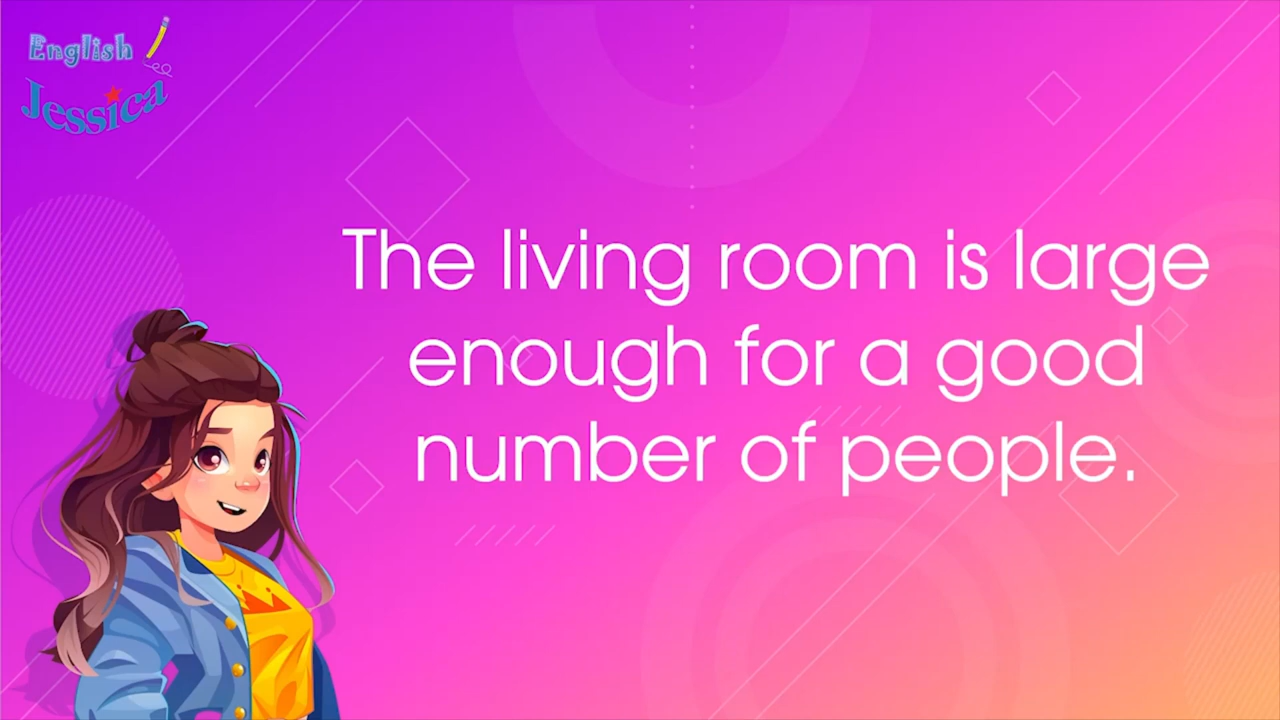 English
Jessica
The living room is large
enough for a good
number of people.